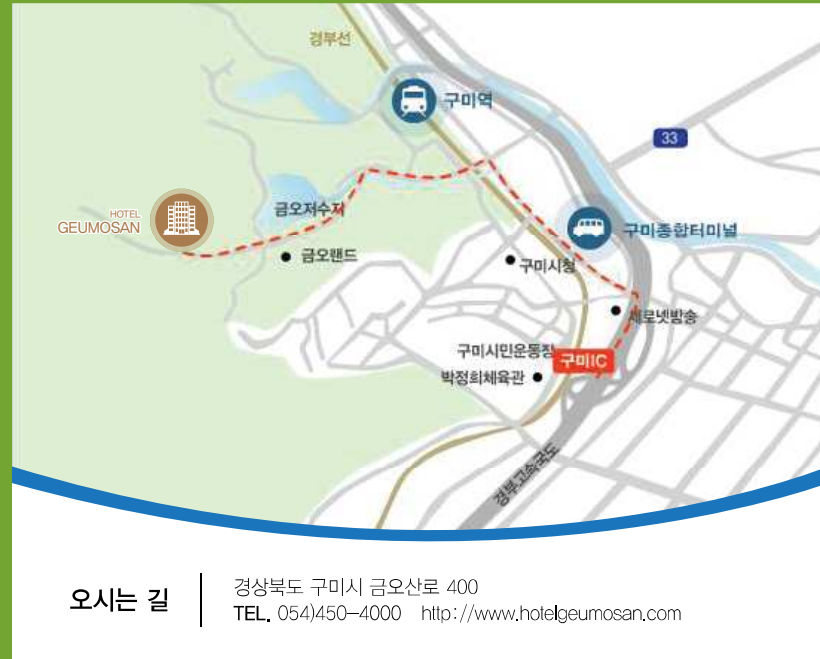 경부선
구미역
33
HOTEL
GEUMOSAN
금오저수지
구미종합터미널
금오랜드
구미시청
새로넷방송
구미시민운동장
구미IC
박정희체육관
경부고속국도
오시는 길
경상북도 구미시 금오산로 400
TEL. 054)450-4000 http://www.hotelgeumosan.com